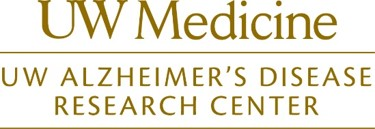 UW Medicine
UW ALZHEIMER'S DISEASE
RESEARCH CENTER